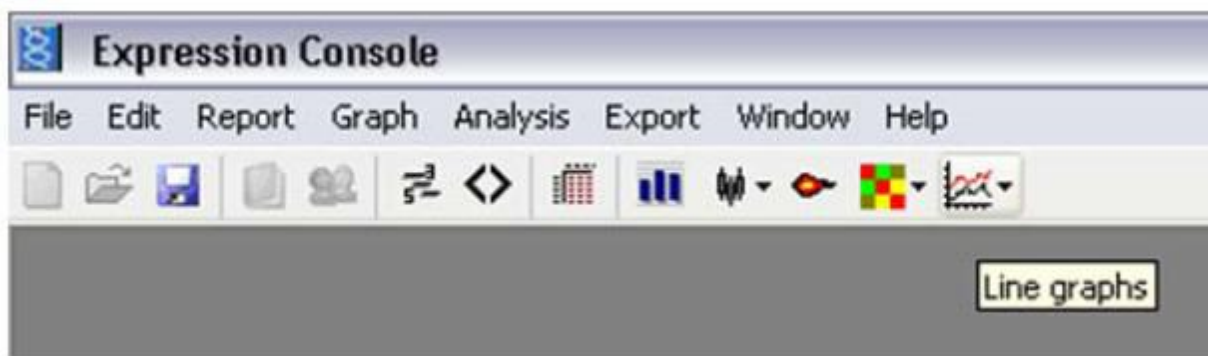 Expression Console
File Edit Report Graph Analysis Export Window Help
Line graphs